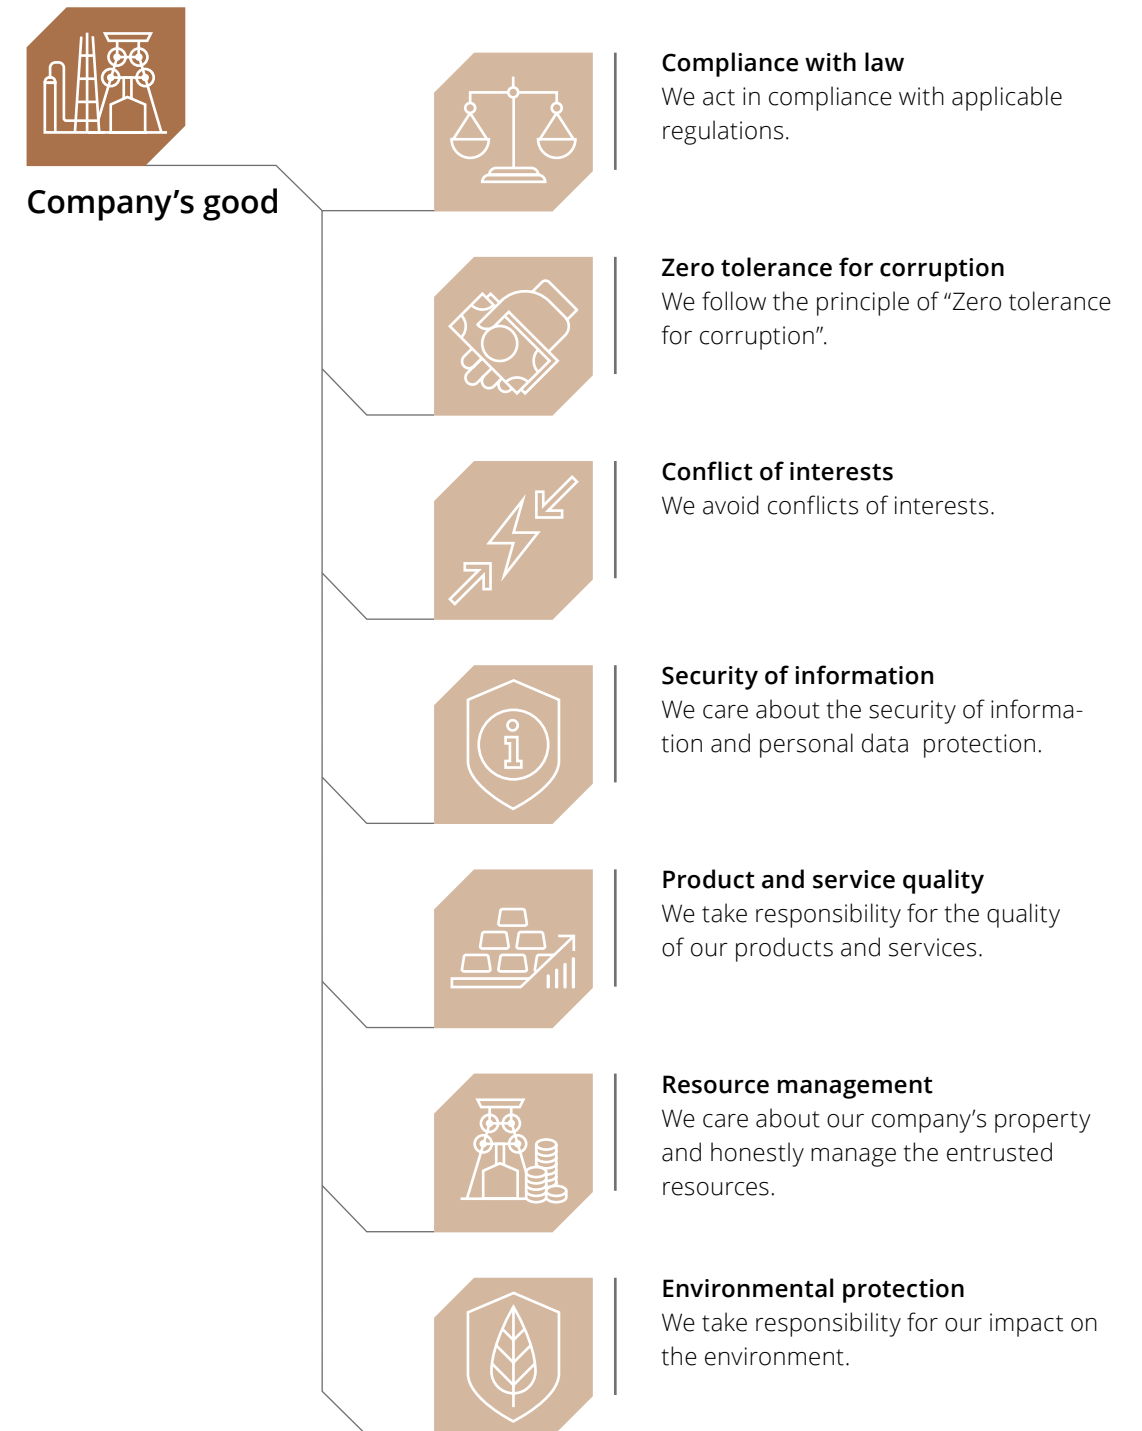 Company’s good
Compliance with law
We act in compliance with applicable
regulations.
Zero tolerance for corruption
We follow the principle of “Zero tolerance
for corruption”.
Conflict of interests
We avoid conflicts of interests.
Security of information
We care about the security of informa-
tion and personal data  protection.
Product and service quality
We take responsibility for the quality
of our products and services.
Resource management
We care about our company’s property
and honestly manage the entrusted
resources.
Environmental protection
We take responsibility for our impact on
the environment.